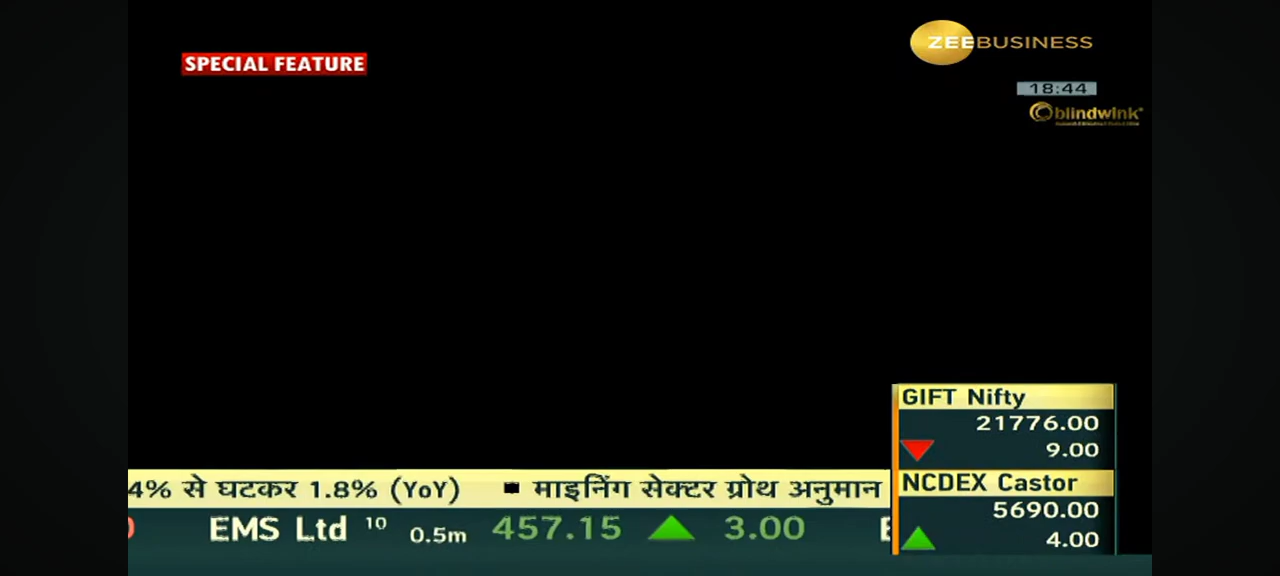 ZEEBUSINESS
SPECIAL FEATURE
18:44
blindwink
GIFT Nifty
21776.00
9.00
NCDEX Castor
5690.00
4.00
4% से घटकर 1.8% (YoY) ▪ माइनिंग सेक्टर ग्रोथ अनुमान
EMS Ltd 10 0.5m 457.15 ▲ 3.00